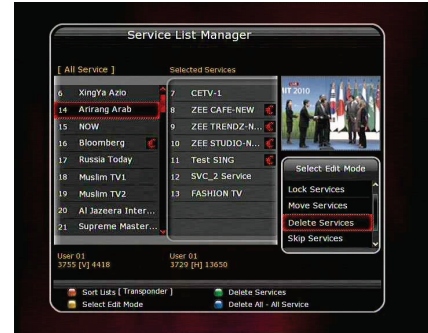 Service List Manager
[ All Service ]
Selected Services
6 XingYa Azio
14 Arirang Arab
15 NOW
16 Bloomberg
17 Russia Today
18 Muslim TV1
19 Muslim TV2
20 Al Jazeera Inter...
21 Supreme Master...
7 CETV-1
8 ZEE CAFE-NEW
9 ZEE TRENDZ-N...
10 ZEE STUDIO-N...
11 Test SING
12 SVC_2 Service
13 FASHION TV
MIT 2010
Select Edit Mode
Lock Services
Move Services
Delete Services
Skip Services
User 01
3755 [V] 4418
User 01
3729 [H] 13650
Sort Lists [ Transponder ]
Delete Services
Select Edit Mode
Delete All - All Service